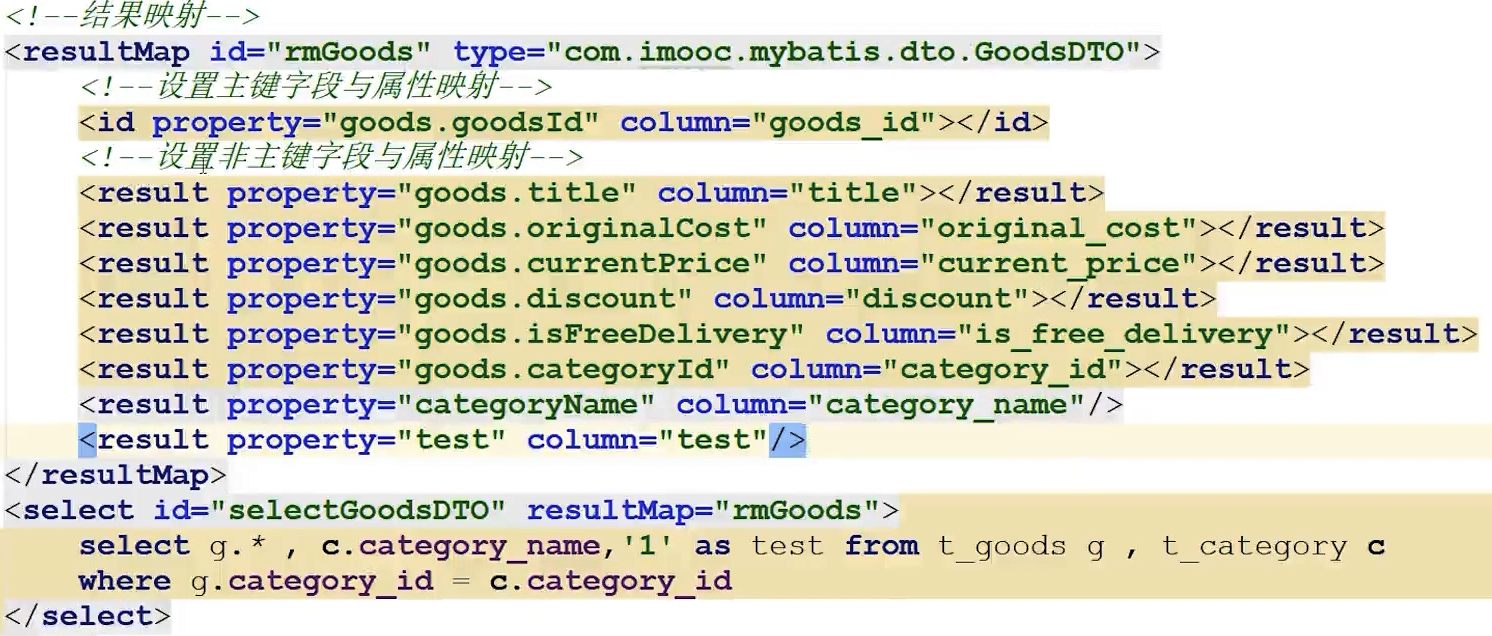 <!--结果映射-->
<resultMap id="rmGoods" type="com.imooc.mybatis.dto.GoodsDTO">
<!--设置主键字段与属性映射-->
<id property="goods.goodsId" column="goods_id"></id>
<!--设置非主键字段与属性映射-->
<result property="goods.title" column="title"></result>
<result property="goods.originalCost" column="original_cost"></result>
<result property="goods.currentPrice" column="current_price"></result>
<result property="goods.discount" column="discount"></result>
<result property="goods.isFreeDelivery" column="is_free_delivery"></result>
<result property="goods.categoryId" column="category_id"></result>
<result property="categoryName" column="category_name"/>
<result property="test" column="test"/>
</resultMap>
<select id="selectGoodsDTO" resultMap="rmGoods">
select g.* , c.category_name,'1' as test from t_goods g , t_category c
where g.category_id = c.category_id
</select>